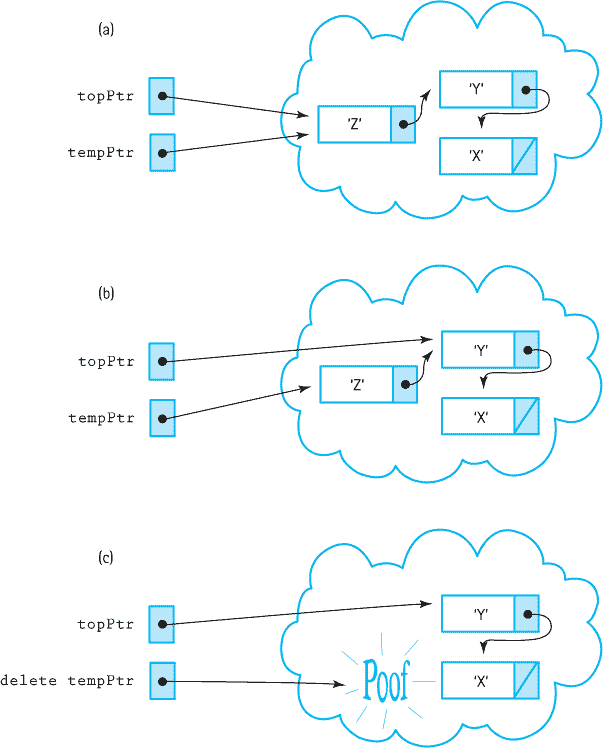 (a)
topPtr
tempPtr
'Z'
'Y'
'X'
(b)
topPtr
tempPtr
'Z'
'Y'
'X'
(c)
topPtr
delete tempPtr
Poof
'Y'
'X'